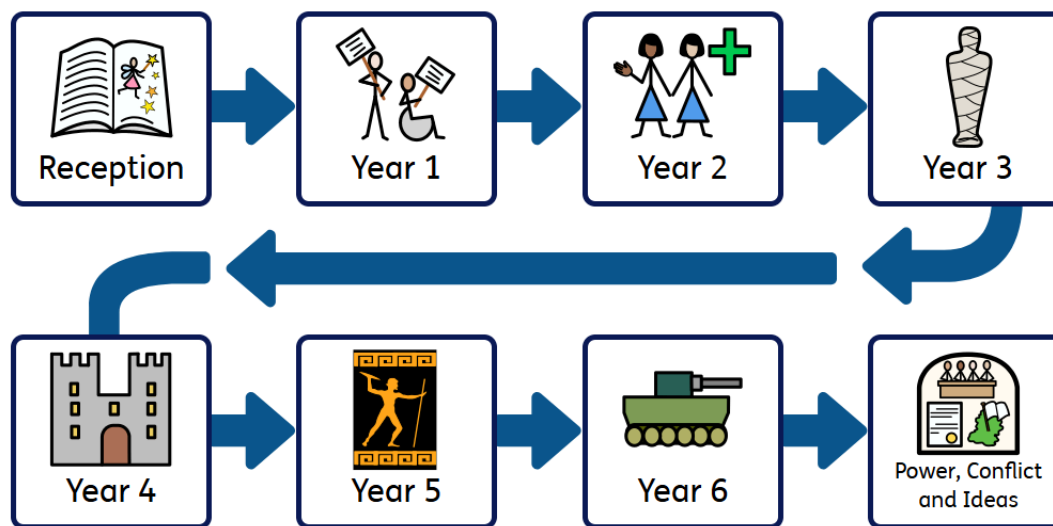 Reception
Year 1
Year 2
Year 3
Year 4
Year 5
Year 6
Power, Conflict
and Ideas